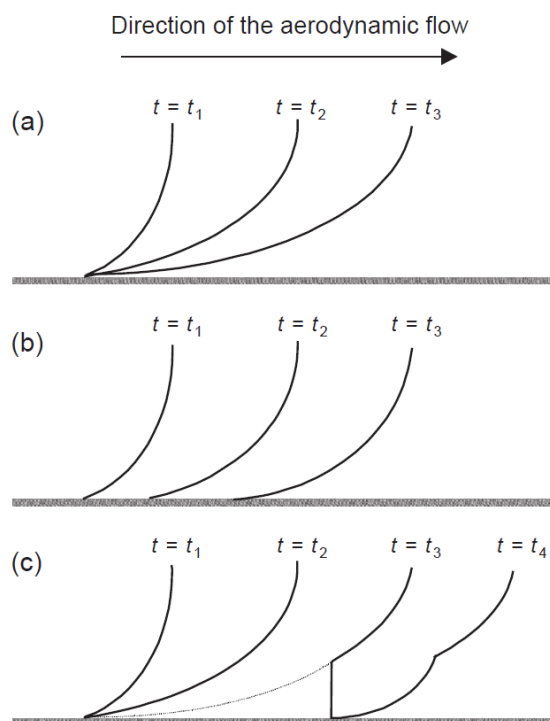 Direction of the aerodynamic flow
(a)
t = t₁ t = t₂ t = t₃
(b)
t = t₁ t = t₂ t = t₃
(c)
t = t₁ t = t₂ t = t₃ t = t₄